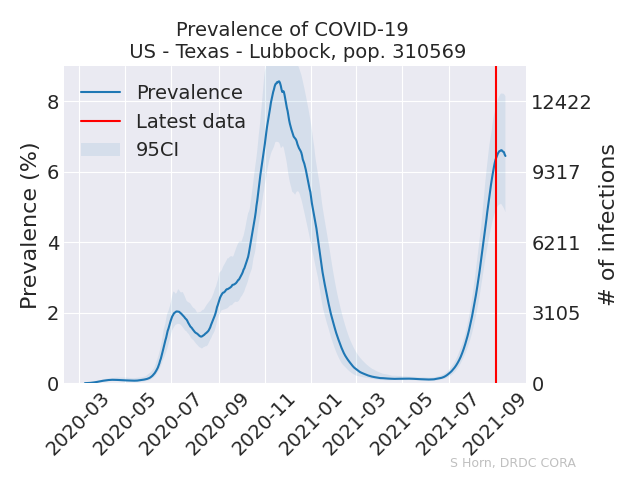 Prevalence of COVID-19
US - Texas - Lubbock, pop. 310569
Prevalence
Latest data
95CI
Prevalence (%)
8
6
4
2
0
12422
9317
6211
3105
0
# of infections
2020-03
2020-05
2020-07
2020-09
2020-11
2021-01
2021-03
2021-05
2021-07
2021-09
S Horn, DRDC CORA